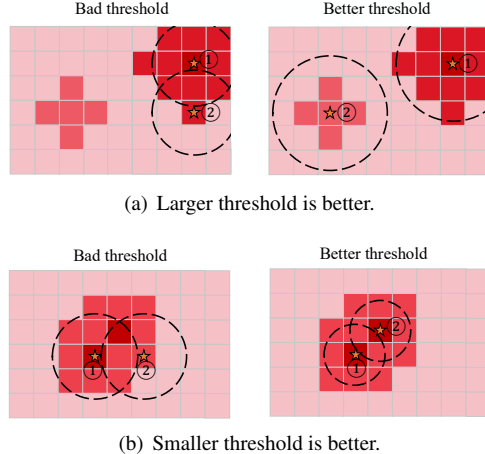 Bad threshold Better threshold
① ①
② ②
(a) Larger threshold is better.
Bad threshold Better threshold
②
① ② ①
(b) Smaller threshold is better.